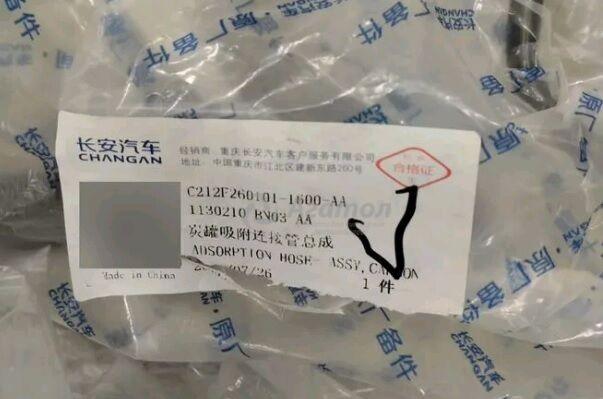 长安汽车
CHANGAN
经销商：重庆长安汽车客户服务有限公司
地址：中国重庆市江北区建新东路260号
合格证
C212F260101-1600-AA
1130210 BN03 AA
炭罐吸附连接管总成
ADSORPTION HOSE- ASSY,
07/26
1 件
Made in China
长安汽车
原厂备件